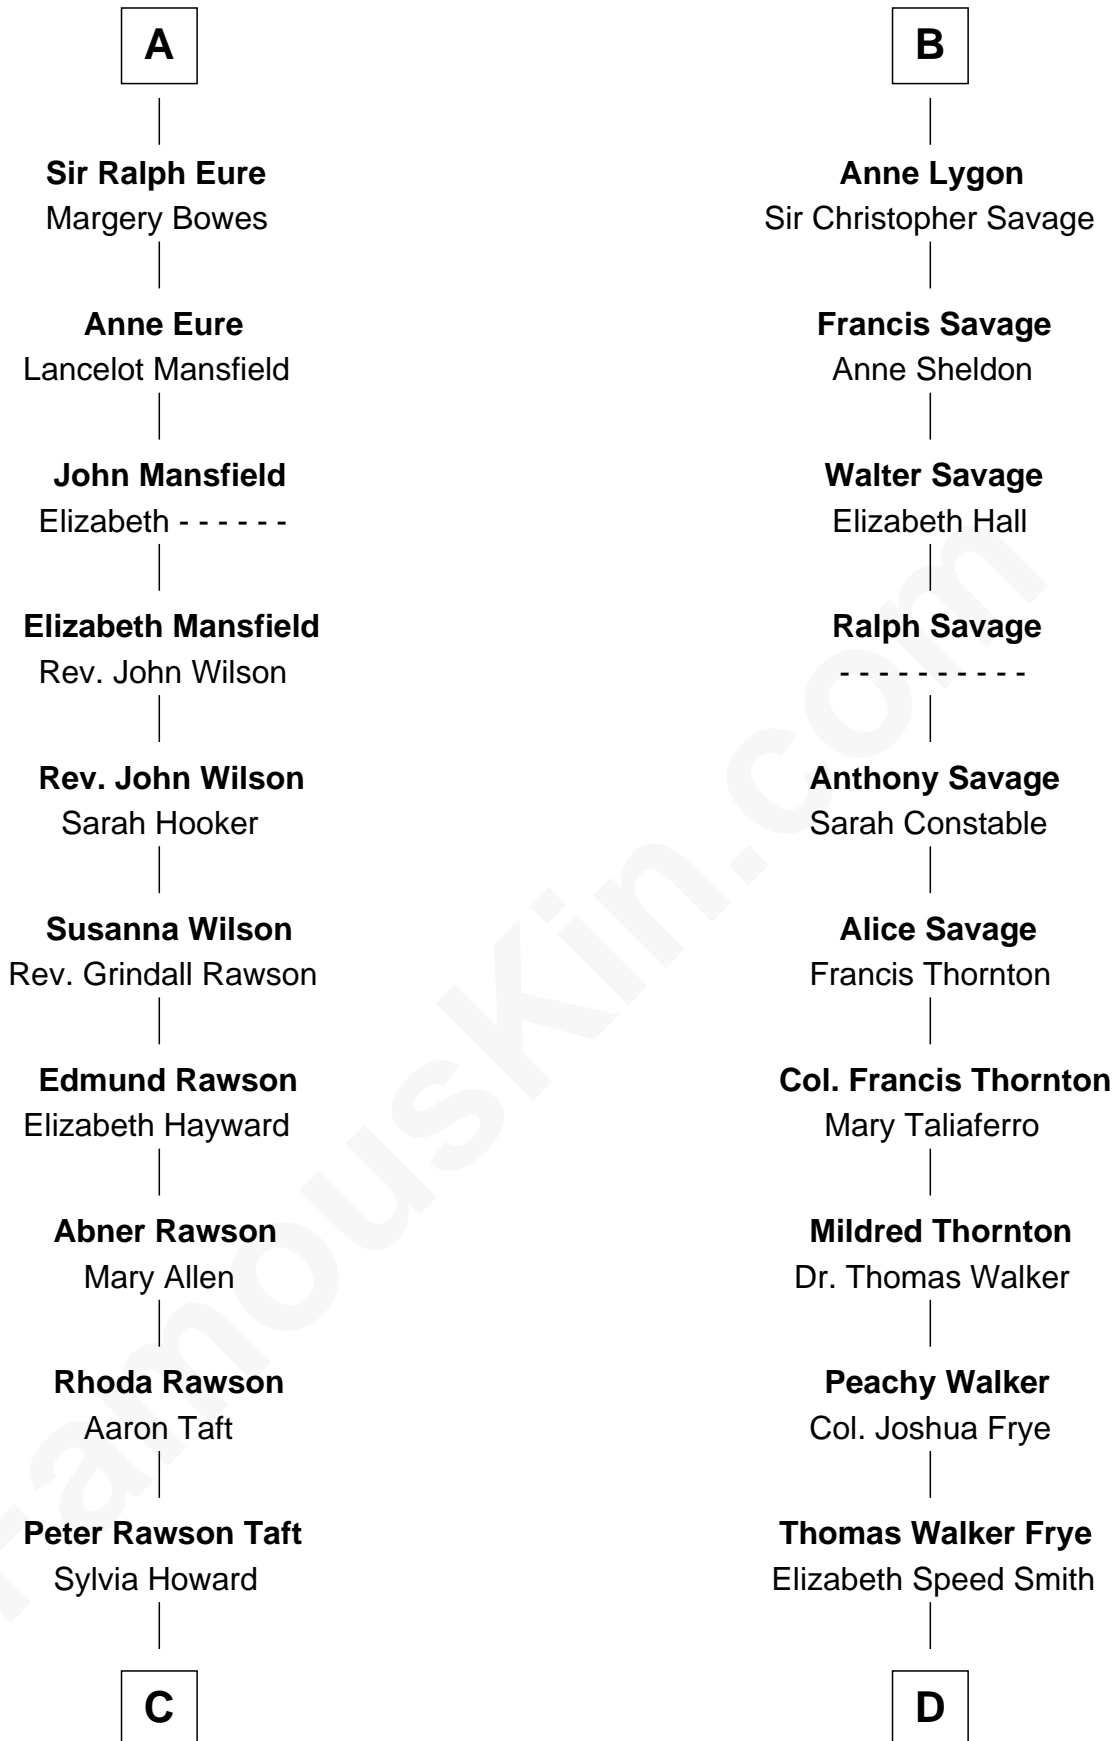 A
Sir Ralph Eure
Margery Bowes
Anne Eure
Lancelot Mansfield
John Mansfield
Elizabeth - - - - - -
Elizabeth Mansfield
Rev. John Wilson
Rev. John Wilson
Sarah Hooker
Susanna Wilson
Rev. Grindall Rawson
Edmund Rawson
Elizabeth Hayward
Abner Rawson
Mary Allen
Rhoda Rawson
Aaron Taft
Peter Rawson Taft
Sylvia Howard
C
B
Anne Lygon
Sir Christopher Savage
Francis Savage
Anne Sheldon
Walter Savage
Elizabeth Hall
Ralph Savage
- - - - - - - - - -
Anthony Savage
Sarah Constable
Alice Savage
Francis Thornton
Col. Francis Thornton
Mary Taliaferro
Mildred Thornton
Dr. Thomas Walker
Peachy Walker
Col. Joshua Frye
Thomas Walker Frye
Elizabeth Speed Smith
D
FamousKin.com